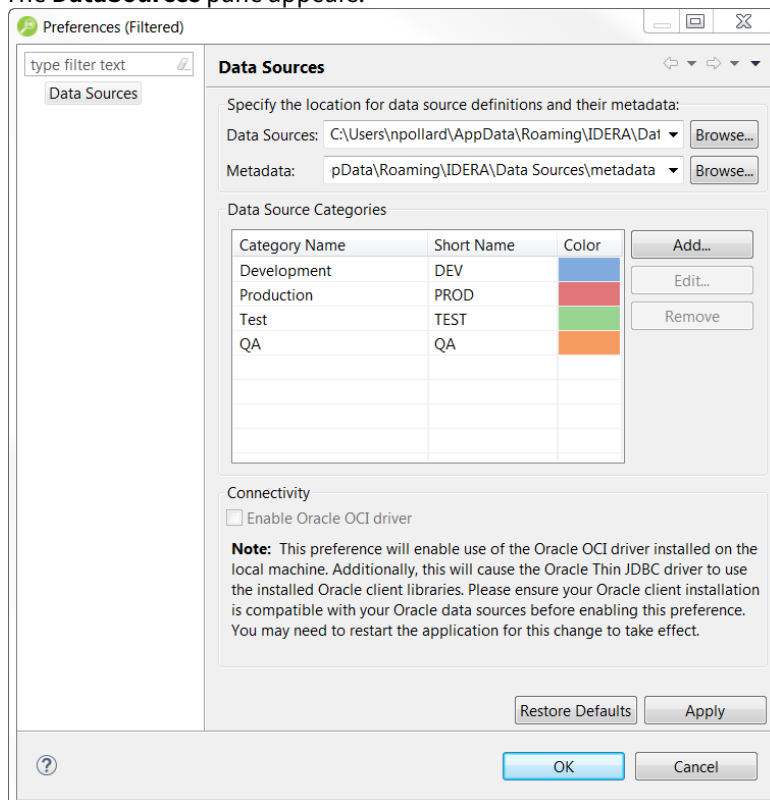 The DataSources pane appears.
Preferences (Filtered)
type filter text
Data Sources
Data Sources
Specify the location for data source definitions and their metadata:
Data Sources: C:\Users\npollard\AppData\Roaming\IDERA\Dat Browse...
Metadata: pData\Roaming\IDERA\Data Sources\metadata Browse...
Data Source Categories
Category Name Short Name Color
Development DEV
Production PROD
Test TEST
QA QA
Add...
Edit...
Remove
Connectivity
Enable Oracle OCI driver
Note: This preference will enable use of the Oracle OCI driver installed on the
local machine. Additionally, this will cause the Oracle Thin JDBC driver to use
the installed Oracle client libraries. Please ensure your Oracle client installation
is compatible with your Oracle data sources before enabling this preference.
You may need to restart the application for this change to take effect.
Restore Defaults Apply
? OK Cancel